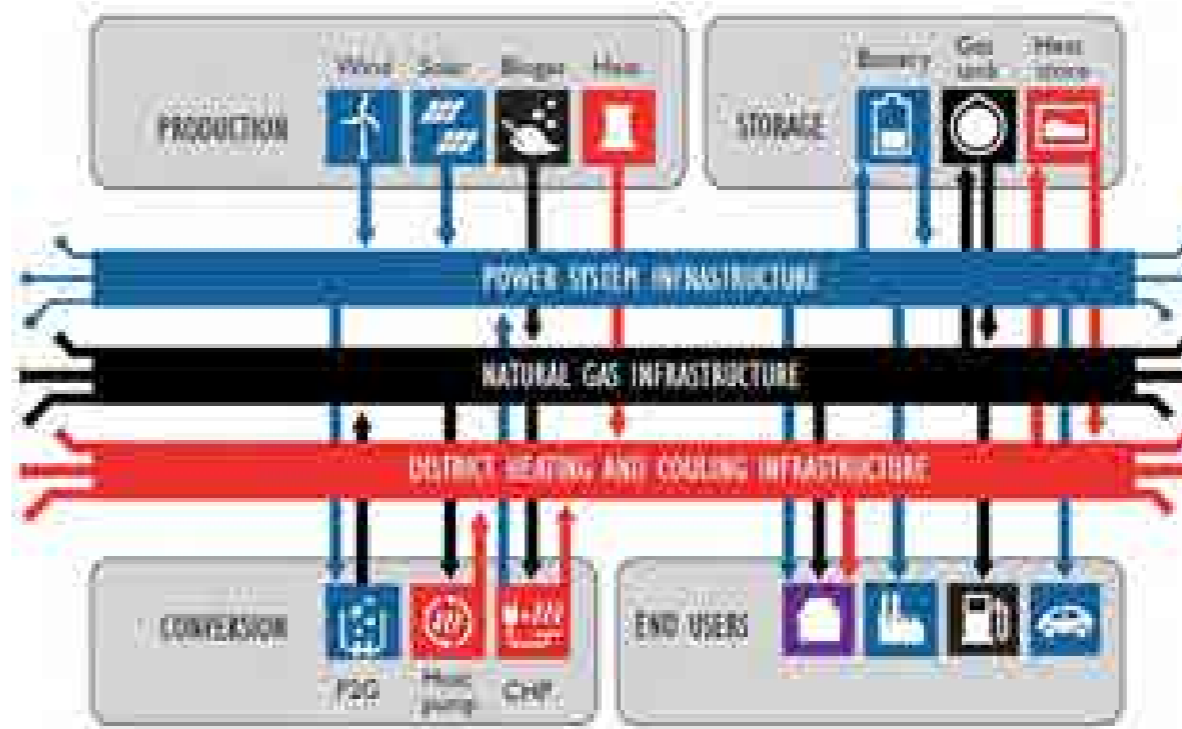 Wind Solar Biogas Heat
PRODUCTION
Battery
Gas
tank
Heat
store
STORAGE
POWER SYSTEM INFRASTRUCTURE
NATURAL GAS INFRASTRUCTURE
DISTRICT HEATING AND COOLING INFRASTRUCTURE
CONVERSION
P2G
Heat
pump
CHP
END USERS